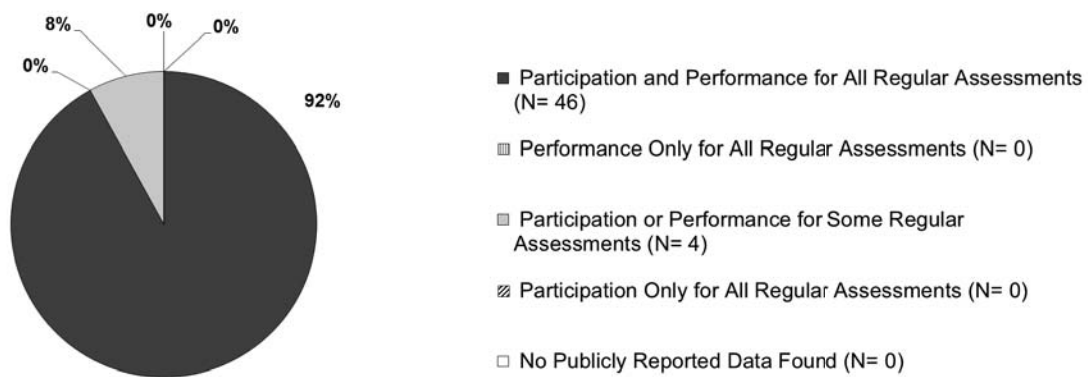 0% 0%
8%
0%
92%
Participation and Performance for All Regular Assessments
(N= 46)
Performance Only for All Regular Assessments (N= 0)
Participation or Performance for Some Regular
Assessments (N= 4)
Participation Only for All Regular Assessments (N= 0)
No Publicly Reported Data Found (N= 0)